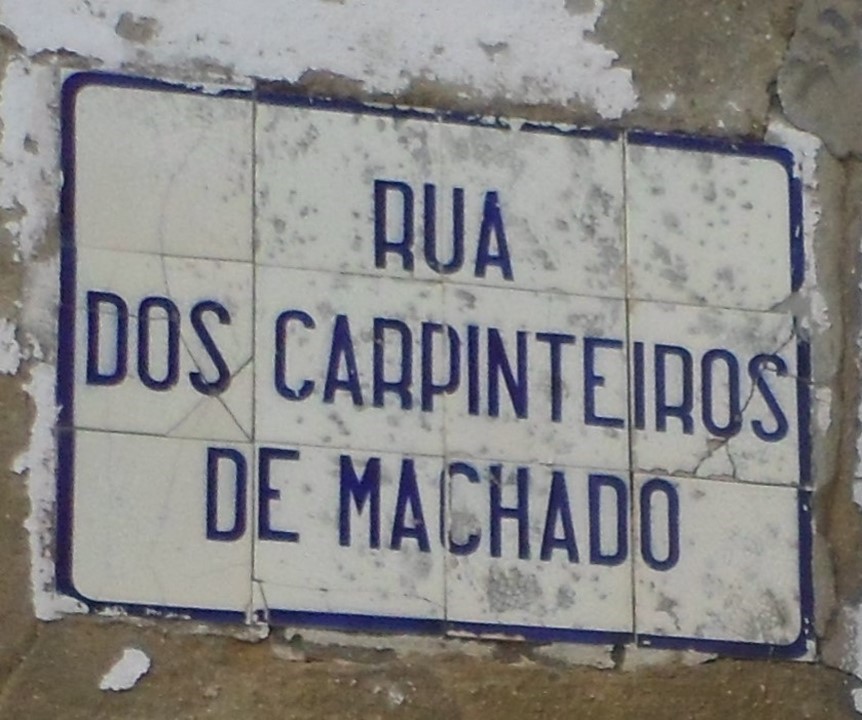 RUA
DOS CARPINTEIROS
DE MACHADO